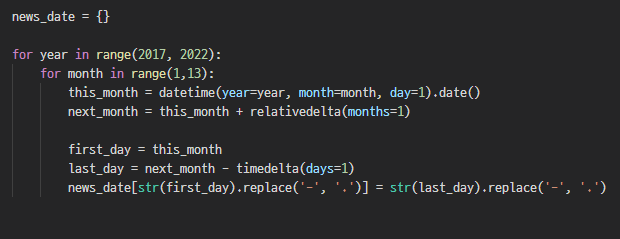 news_date = {}
for year in range(2017, 2022):
    for month in range(1,13):
        this_month = datetime(year=year, month=month, day=1).date()
        next_month = this_month + relativedelta(months=1)
        first_day = this_month
        last_day = next_month - timedelta(days=1)
        news_date[str(first_day).replace('-', '.')] = str(last_day).replace('-', '.')